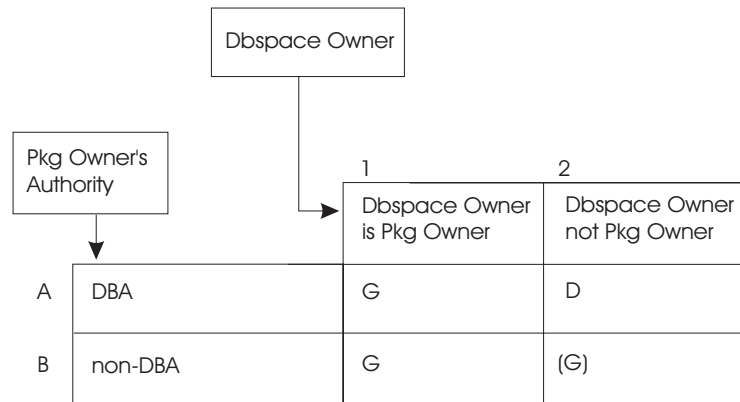 Dbspace Owner
Pkg Owner's
Authority
1
2
Dbspace Owner
is Pkg Owner
Dbspace Owner
not Pkg Owner
A
DBA
G
D
B
non-DBA
G
(G)